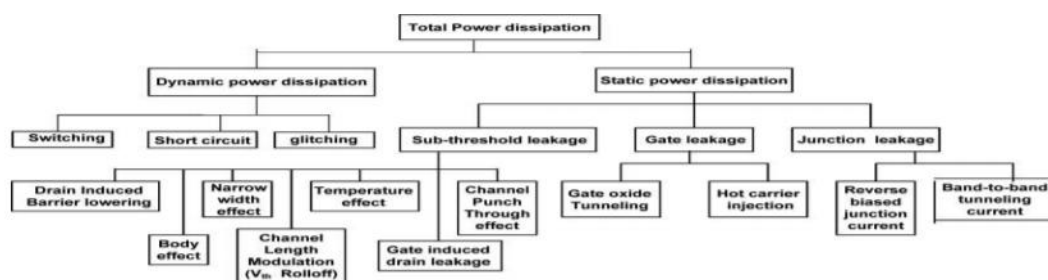 Total Power dissipation
Dynamic power dissipation
Static power dissipation
Switching
Short circuit
glitching
Sub-threshold leakage
Gate leakage
Junction leakage
Drain Induced
Barrier lowering
Narrow
width effect
Temperature
effect
Channel
Punch
Through
effect
Gate oxide
Tunneling
Hot carrier
injection
Reverse
biased
junction
current
Band-to-band
tunneling
current
Body
effect
Channel
Length
Modulation
(Vth Rolloff)
Gate induced
drain leakage